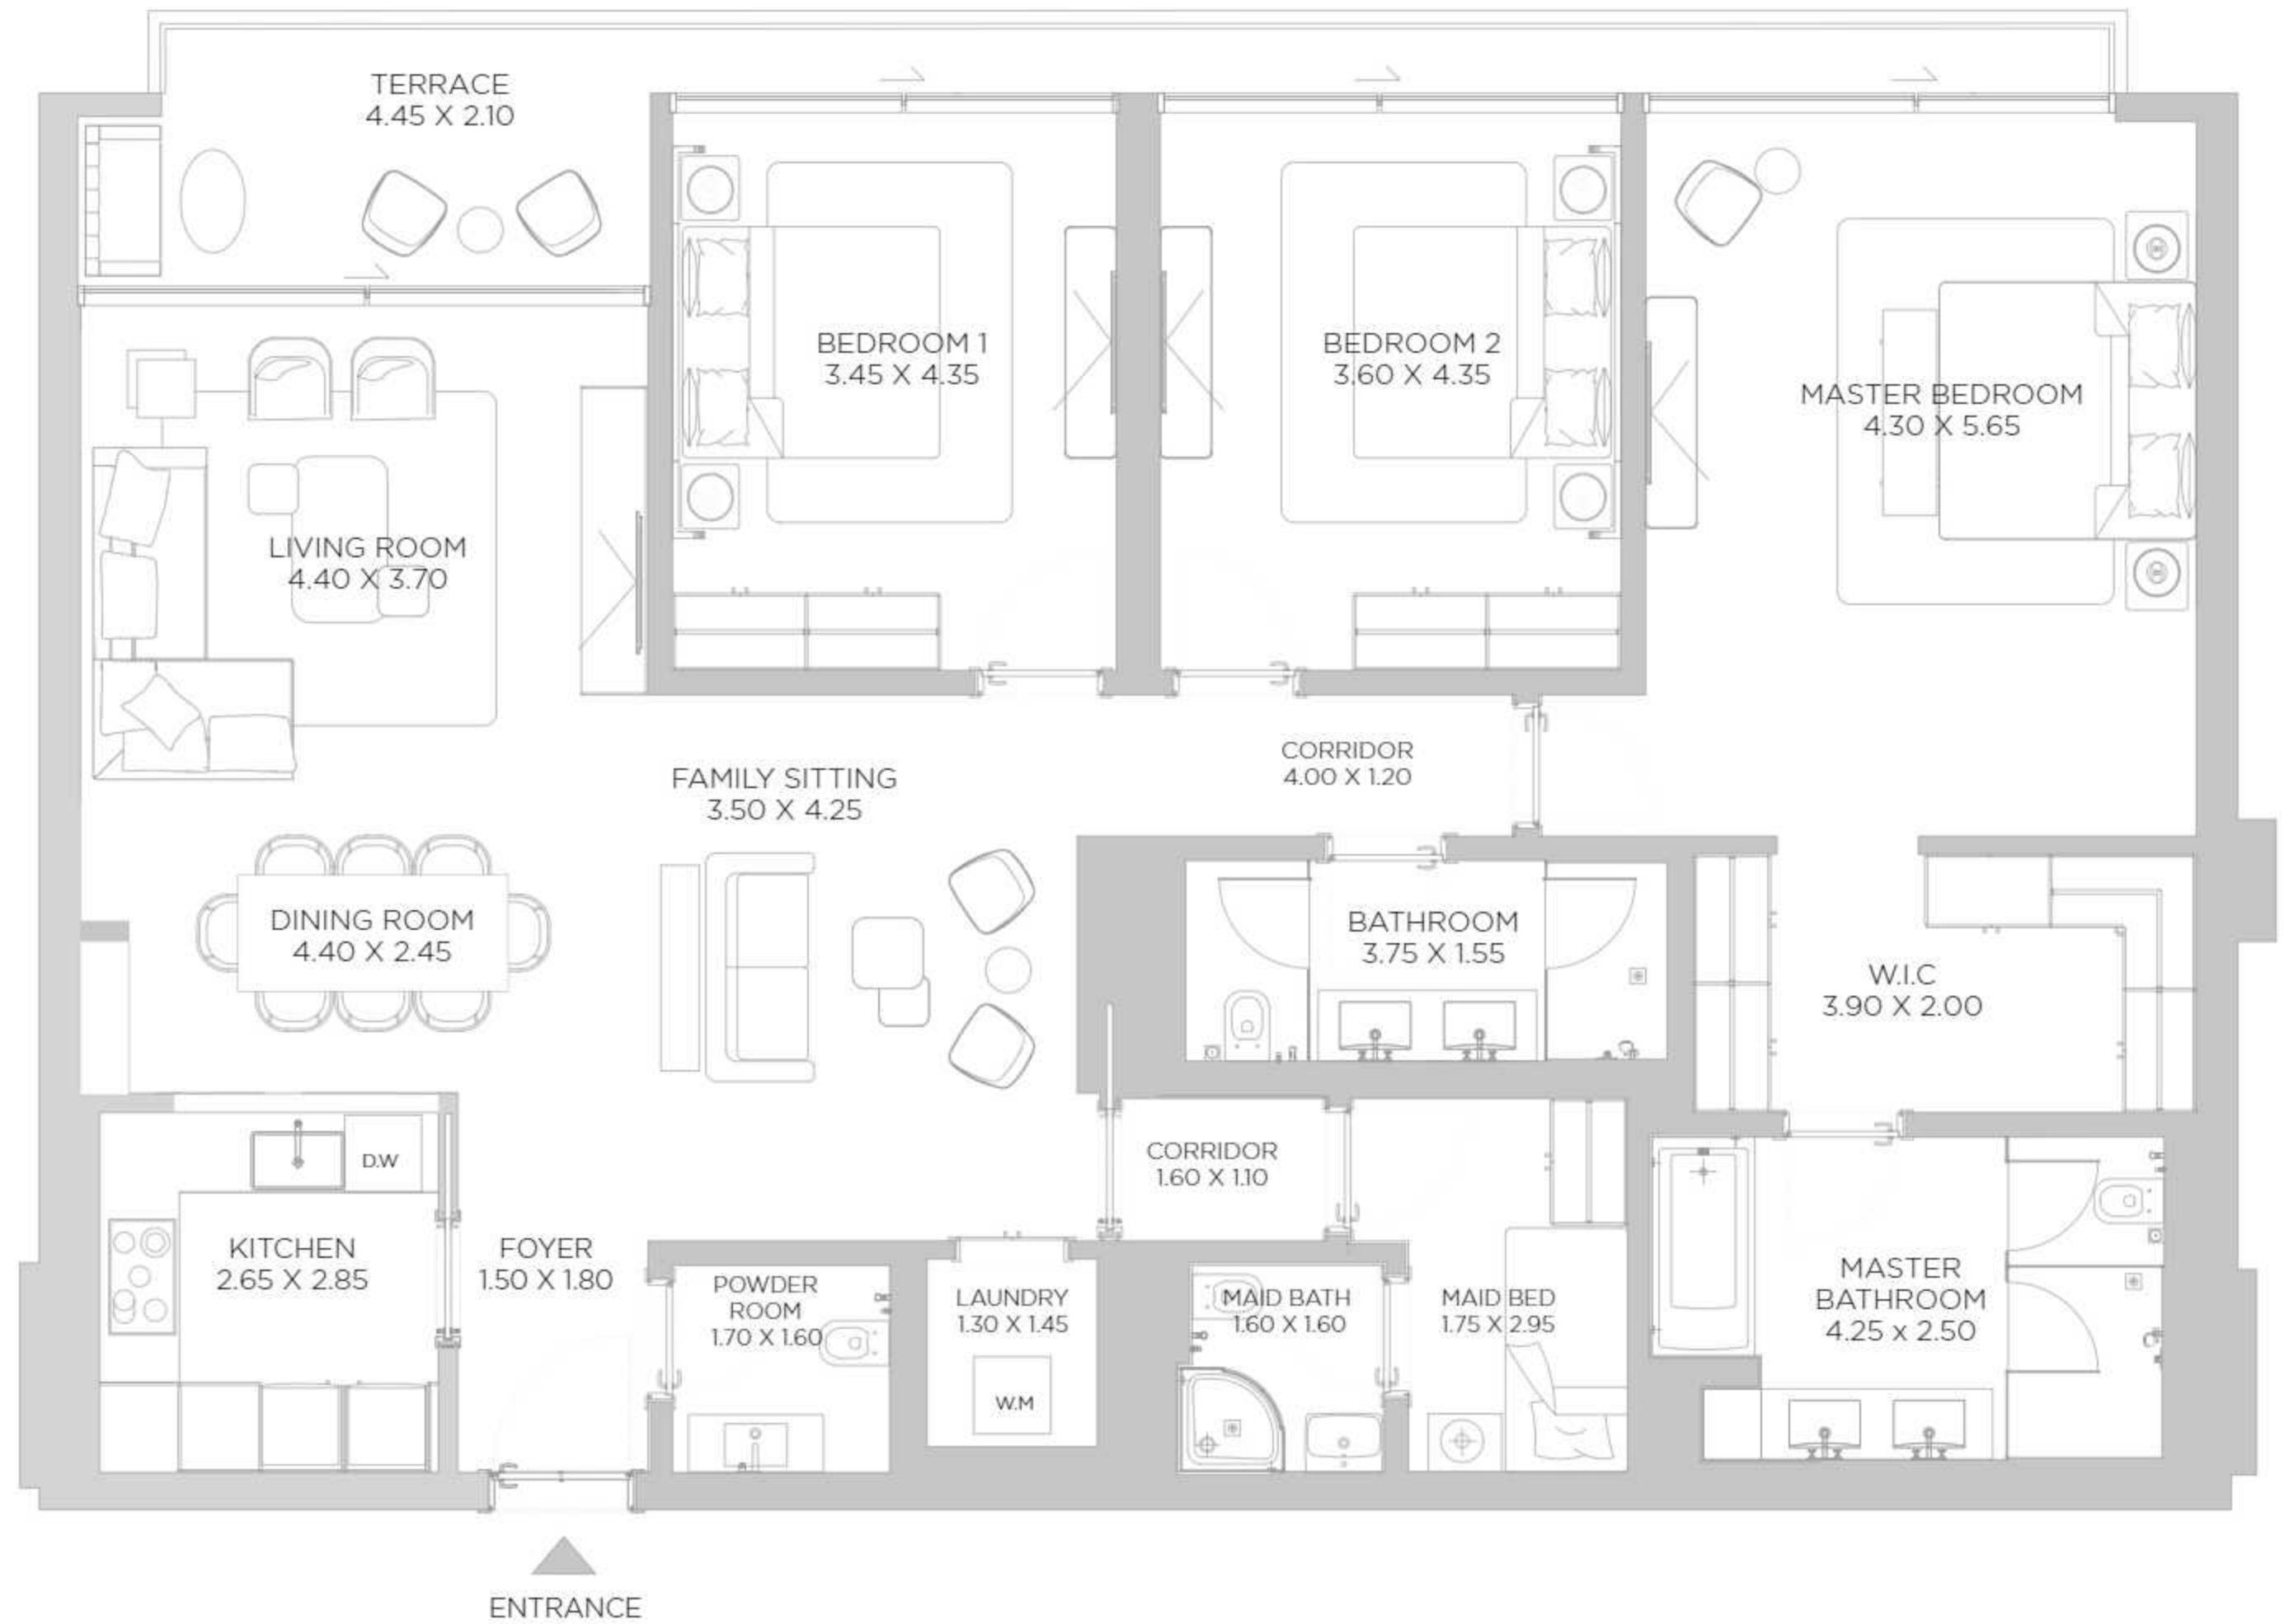 TERRACE
4.45 X 2.10
BEDROOM 1
3.45 X 4.35
BEDROOM 2
3.60 X 4.35
MASTER BEDROOM
4.30 X 5.65
LIVING ROOM
4.40 X 3.70
FAMILY SITTING
3.50 X 4.25
CORRIDOR
4.00 X 1.20
DINING ROOM
4.40 X 2.45
BATHROOM
3.75 X 1.55
W.I.C
3.90 X 2.00
D.W
KITCHEN
2.65 X 2.85
FOYER
1.50 X 1.80
CORRIDOR
1.60 X 1.10
POWDER
ROOM
1.70 X 1.60
LAUNDRY
1.30 X 1.45
W.M
MAID BATH
1.60 X 1.60
MAID BED
1.75 X 2.95
MASTER
BATHROOM
4.25 x 2.50
ENTRANCE